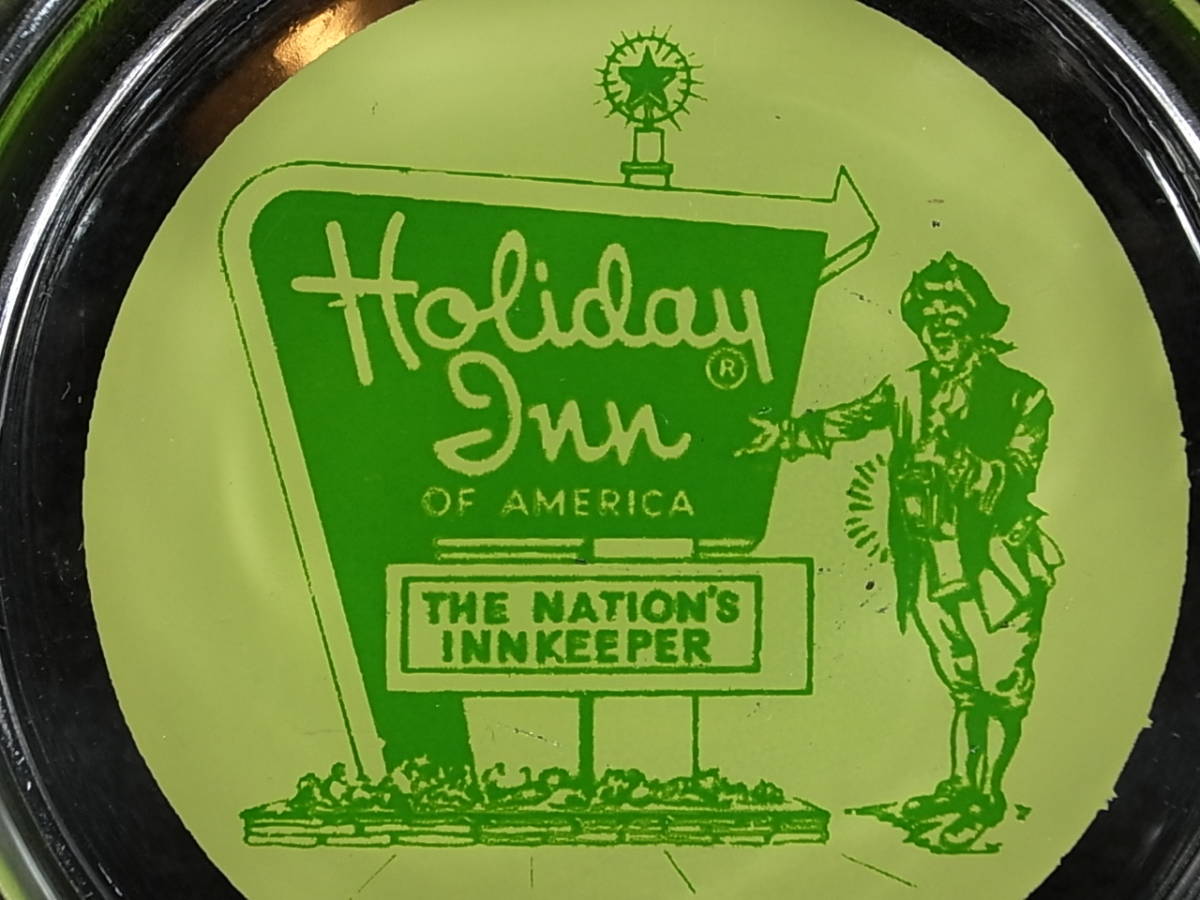 Holiday
Inn ®
OF AMERICA
THE NATION'S
INNKEEPER